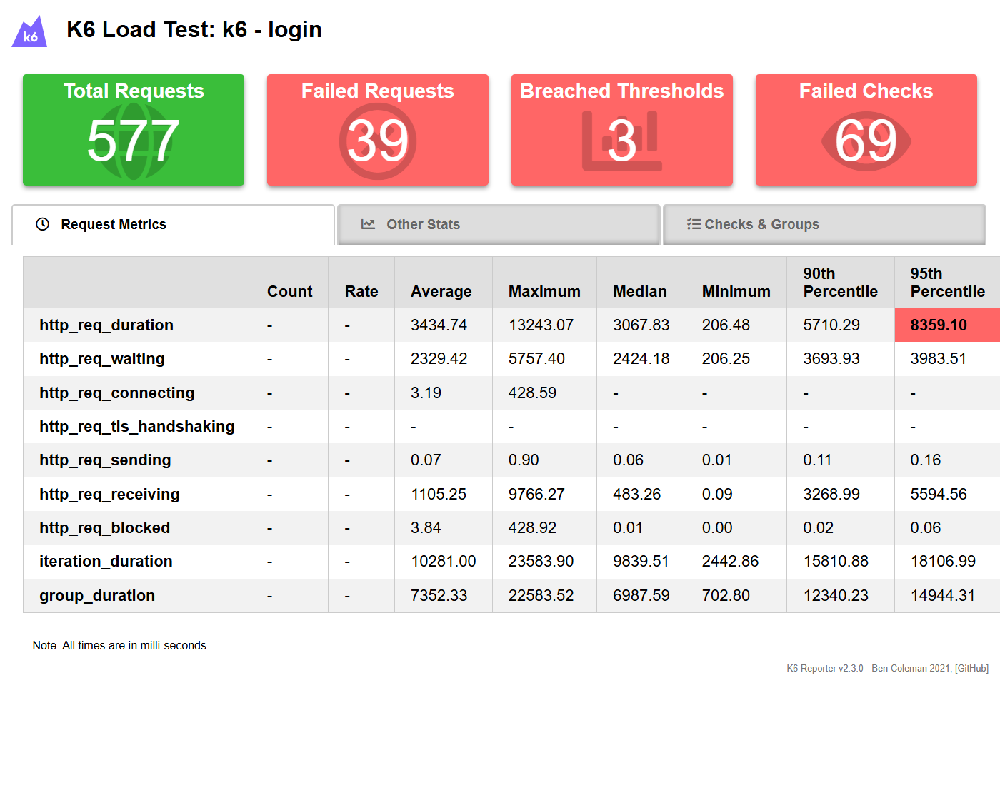 k6
K6 Load Test: k6 - login
Total Requests
577
Failed Requests
39
Breached Thresholds
3
Failed Checks
69
Request Metrics
Other Stats
Checks & Groups
Count Rate Average Maximum Median Minimum 90th Percentile 95th Percentile
http_req_duration - - 3434.74 13243.07 3067.83 206.48 5710.29 8359.10
http_req_waiting - - 2329.42 5757.40 2424.18 206.25 3693.93 3983.51
http_req_connecting - - 3.19 428.59 - - - -
http_req_tls_handshaking - - - - - - - -
http_req_sending - - 0.07 0.90 0.06 0.01 0.11 0.16
http_req_receiving - - 1105.25 9766.27 483.26 0.09 3268.99 5594.56
http_req_blocked - - 3.84 428.92 0.01 0.00 0.02 0.06
iteration_duration - - 10281.00 23583.90 9839.51 2442.86 15810.88 18106.99
group_duration - - 7352.33 22583.52 6987.59 702.80 12340.23 14944.31
Note. All times are in milli-seconds
K6 Reporter v2.3.0 - Ben Coleman 2021, [GitHub]